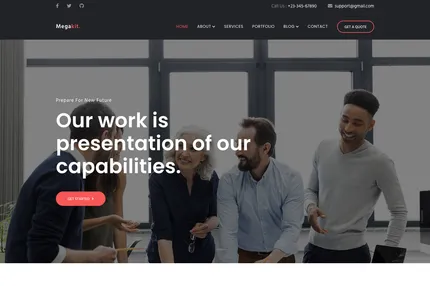 Call Us : +23-345-67890 support@gmail.com
Megakit. HOME ABOUT SERVICES PORTFOLIO BLOG CONTACT GET A QUOTE
Prepare For New Future
Our work is
presentation of our
capabilities.
GET STARTED